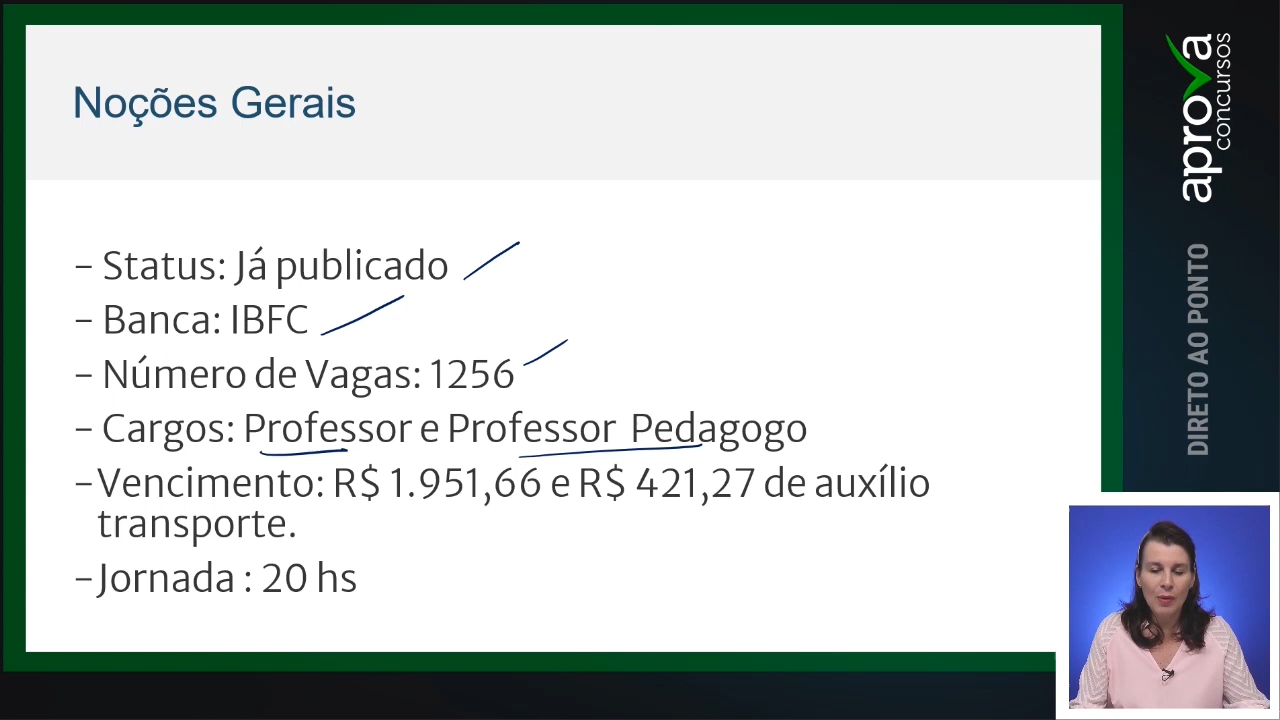 Noções Gerais
– Status: Já publicado
– Banca: IBFC
– Número de Vagas: 1256
– Cargos: Professor e Professor Pedagogo
–Vencimento: R$ 1.951,66 e R$ 421,27 de auxílio
transporte.
–Jornada : 20 hs
aprova
concursos
DIRETO AO PONTO